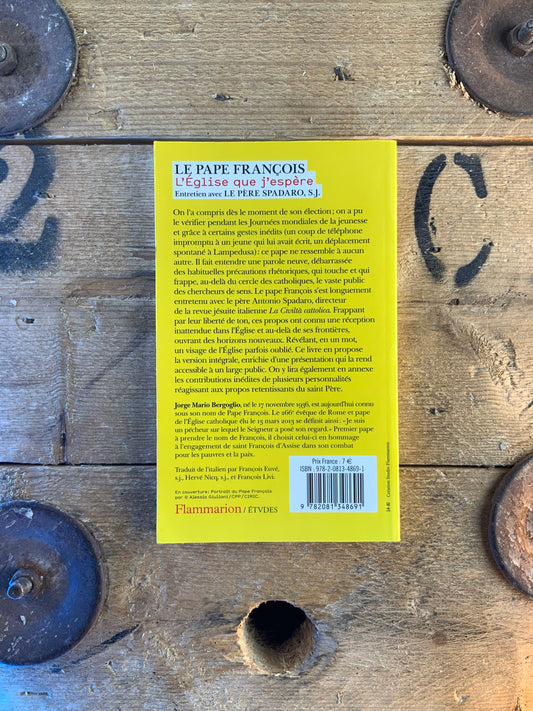 LE PAPE FRANÇOIS
L'Église que j'espère
Entretien avec LE PÈRE SPADARO, S.J.
On l'a compris dès le moment de son élection ; on a pu
le vérifier pendant les Journées mondiales de la jeunesse
et grâce à certains gestes inédits (un coup de téléphone
impromptu à un jeune qui lui avait écrit, un déplacement
spontané à Lampedusa) : ce pape ne ressemble à aucun
autre. Il fait entendre une parole neuve, débarrassée
des habituelles précautions rhétoriques, qui touche et qui
frappe, au-delà du cercle des catholiques, le vaste public
des chercheurs de sens. Le pape François s'est longuement
entretenu avec le père Antonio Spadaro, directeur
de la revue jésuite italienne La Civiltà cattolica. Frappant
par leur liberté de ton, ces propos ont connu une réception
inattendue dans l'Église et au-delà de ses frontières,
ouvrant des horizons nouveaux. Révélant, en un mot,
un visage de l'Église parfois oublié. Ce livre en propose
la version intégrale, enrichie d'une présentation qui la rend
accessible à un large public. On y lira également en annexe
les contributions inédites de plusieurs personnalités
réagissant aux propos retentissants du saint Père.
Jorge Mario Bergoglio, né le 17 novembre 1936, est aujourd'hui connu
sous son nom de Pape François. Le 266e évêque de Rome et pape
de l'Église catholique élu le 13 mars 2013 se définit ainsi : « Je suis
un pécheur sur lequel le Seigneur a posé son regard. » Premier pape
à prendre le nom de François, il choisit celui-ci en hommage
à l'engagement de saint François d'Assise dans son combat
pour les pauvres et la paix.
Traduit de l'italien par François Euvé,
s.j., Hervé Nicq, s.j., et François Livi.
En couverture: Portrait du Pape François
par © Alessia Giuliani/CPP/CIRIC.
Flammarion / ÉTVDES
Prix France : 7 €
ISBN : 978-2-0813-4869-1
9 782081 348691
Création Studio Flammarion
2
C